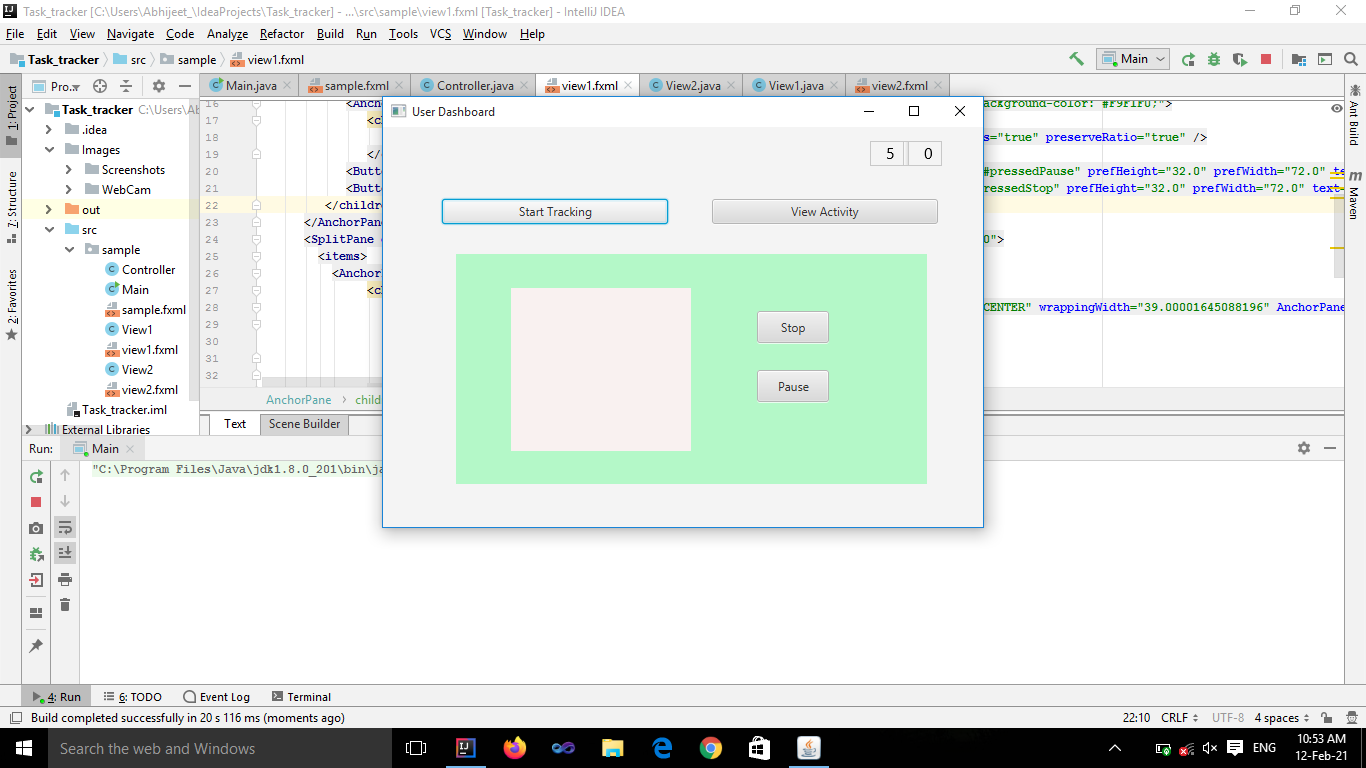 Task_tracker [C:\Users\Abhijeet_\IdeaProjects\Task_tracker] - ...\src\sample\view1.fxml [Task_tracker] - IntelliJ IDEA
File Edit View Navigate Code Analyze Refactor Build Run Tools VCS Window Help
Task_tracker src sample view1.fxml Main
1: Project
7: Structure
2: Favorites
Pro...
Task_tracker C:\Users\Ab
.idea
Images
Screenshots
WebCam
out
src
sample
Controller
Main
sample.fxml
View1
view1.fxml
View2
view2.fxml
Task_tracker.iml
External Libraries
Main.java sample.fxml Controller.java view1.fxml View2.java View1.java view2.fxml
16 <Anc background-color: #F9F1F0;">
17 <c
18 s="true" preserveRatio="true" />
19 </
20 <Butt #pressedPause" prefHeight="32.0" prefWidth="72.0" te
21 <Butt ressedStop" prefHeight="32.0" prefWidth="72.0" text=
22 </childre
23 </AnchorPan
24 <SplitPane 0">
25 <items>
26 <Anchor
27 <c
28 CENTER" wrappingWidth="39.00001645088196" AnchorPane
29
30
31
32
AnchorPane child
Text Scene Builder
Ant Build
Maven
User Dashboard
5 0
Start Tracking View Activity
Stop
Pause
Run: Main
"C:\Program Files\Java\jdk1.8.0_201\bin\ja
4: Run 6: TODO Event Log Terminal
Build completed successfully in 20 s 116 ms (moments ago) 22:10 CRLF UTF-8 4 spaces
Search the web and Windows
ENG
10:53 AM
12-Feb-21